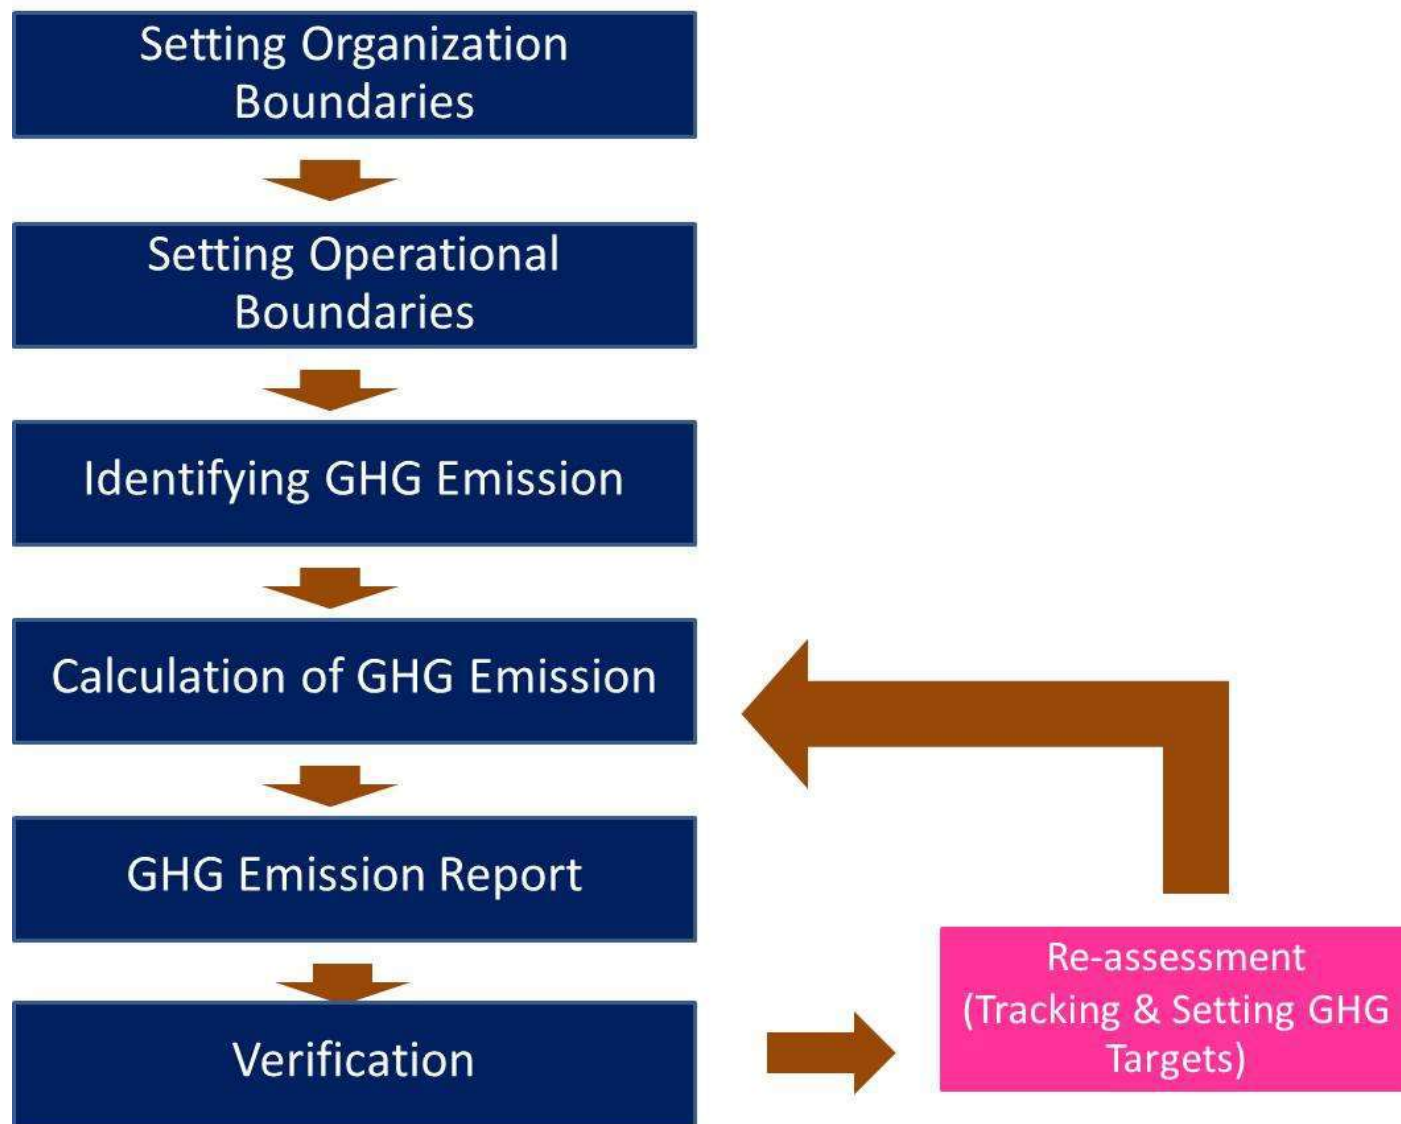 Setting Organization
Boundaries
Setting Operational
Boundaries
Identifying GHG Emission
Calculation of GHG Emission
GHG Emission Report
Verification
Re-assessment
(Tracking & Setting GHG
Targets)